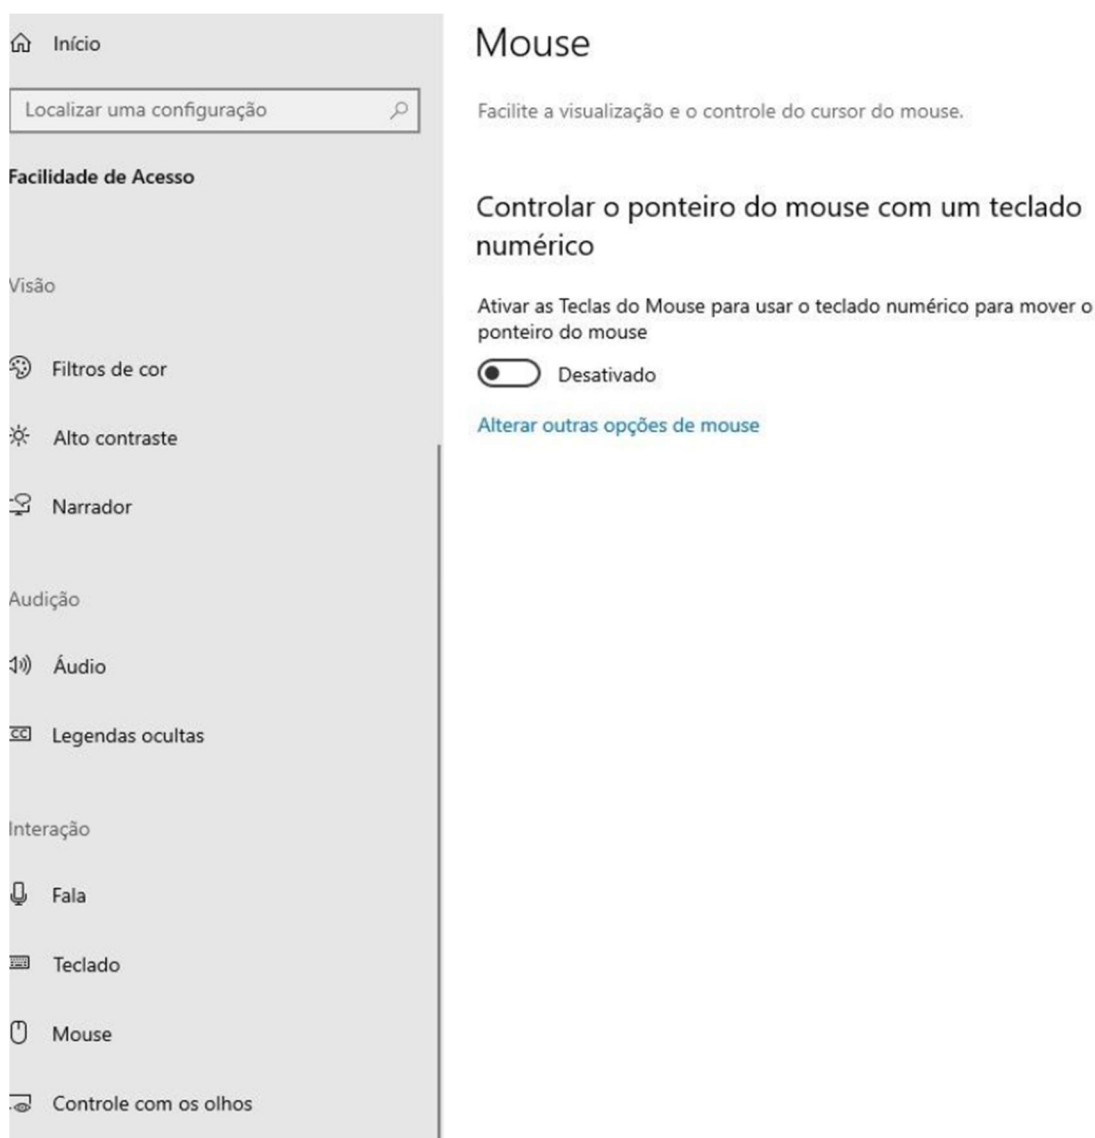 Início
Localizar uma configuração
Facilidade de Acesso
Visão
Filtros de cor
Alto contraste
Narrador
Audição
Áudio
CC Legendas ocultas
Interação
Fala
Teclado
Mouse
Controle com os olhos
Mouse
Facilite a visualização e o controle do cursor do mouse.
Controlar o ponteiro do mouse com um teclado
numérico
Ativar as Teclas do Mouse para usar o teclado numérico para mover o
ponteiro do mouse
Desativado
Alterar outras opções de mouse